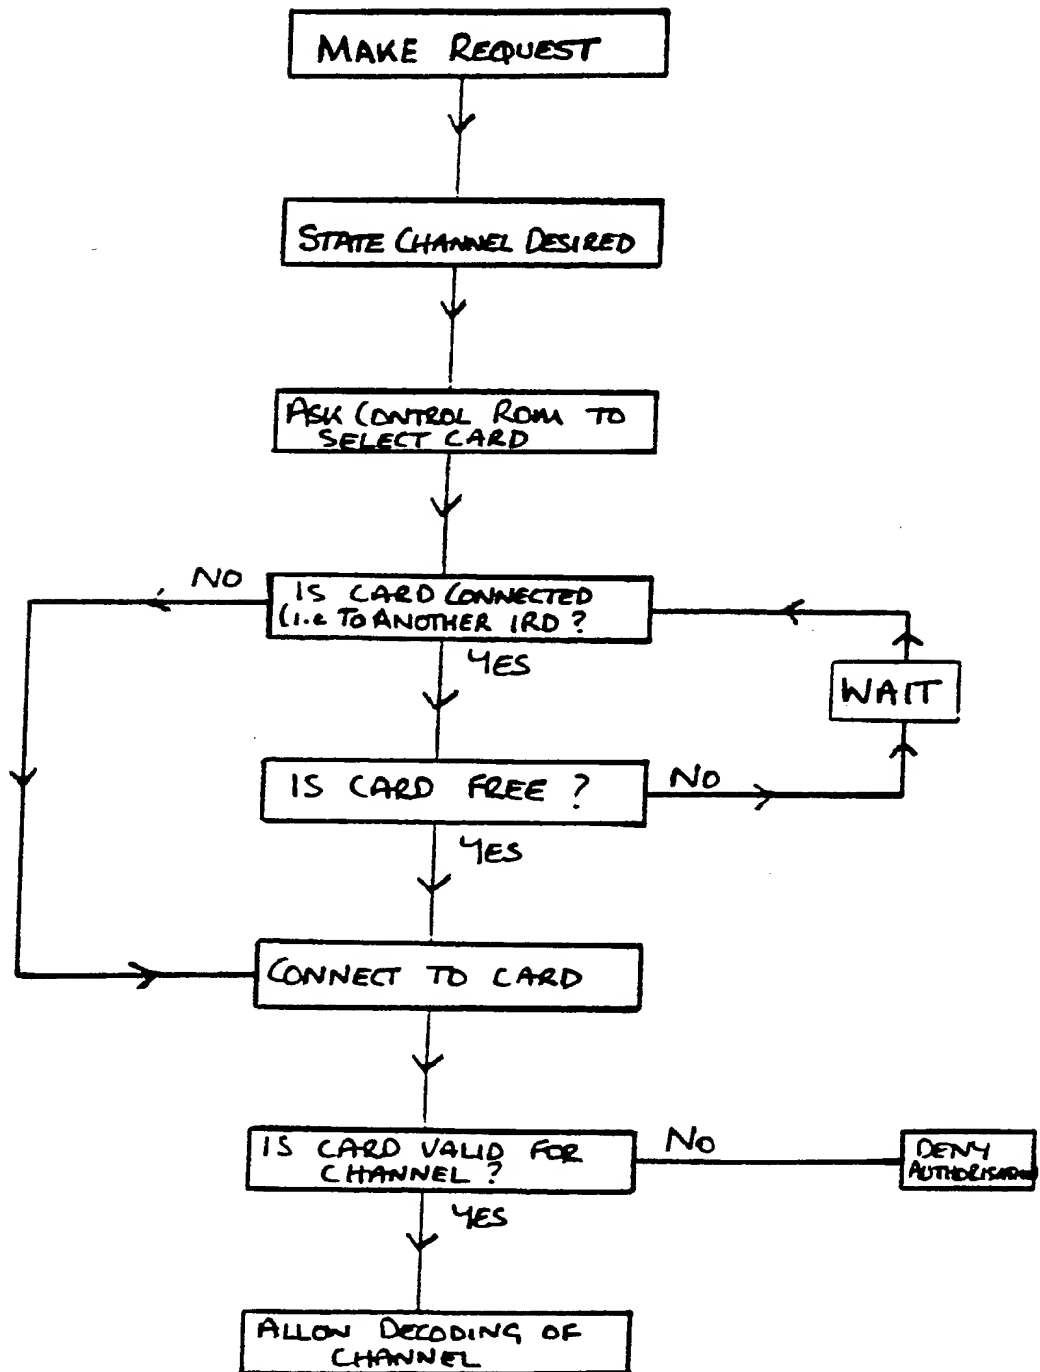 MAKE REQUEST
STATE CHANNEL DESIRED
ASK CONTROL ROM TO
SELECT CARD
NO
IS CARD CONNECTED
(i.e TO ANOTHER IRD ?
YES
WAIT
IS CARD FREE ?
NO
YES
CONNECT TO CARD
IS CARD VALID FOR
CHANNEL ?
NO
DENY
AUTHORISATION
YES
ALLOW DECODING OF
CHANNEL